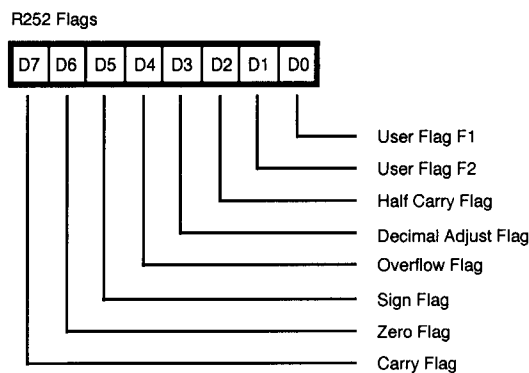 R252 Flags
D7 D6 D5 D4 D3 D2 D1 D0
User Flag F1
User Flag F2
Half Carry Flag
Decimal Adjust Flag
Overflow Flag
Sign Flag
Zero Flag
Carry Flag